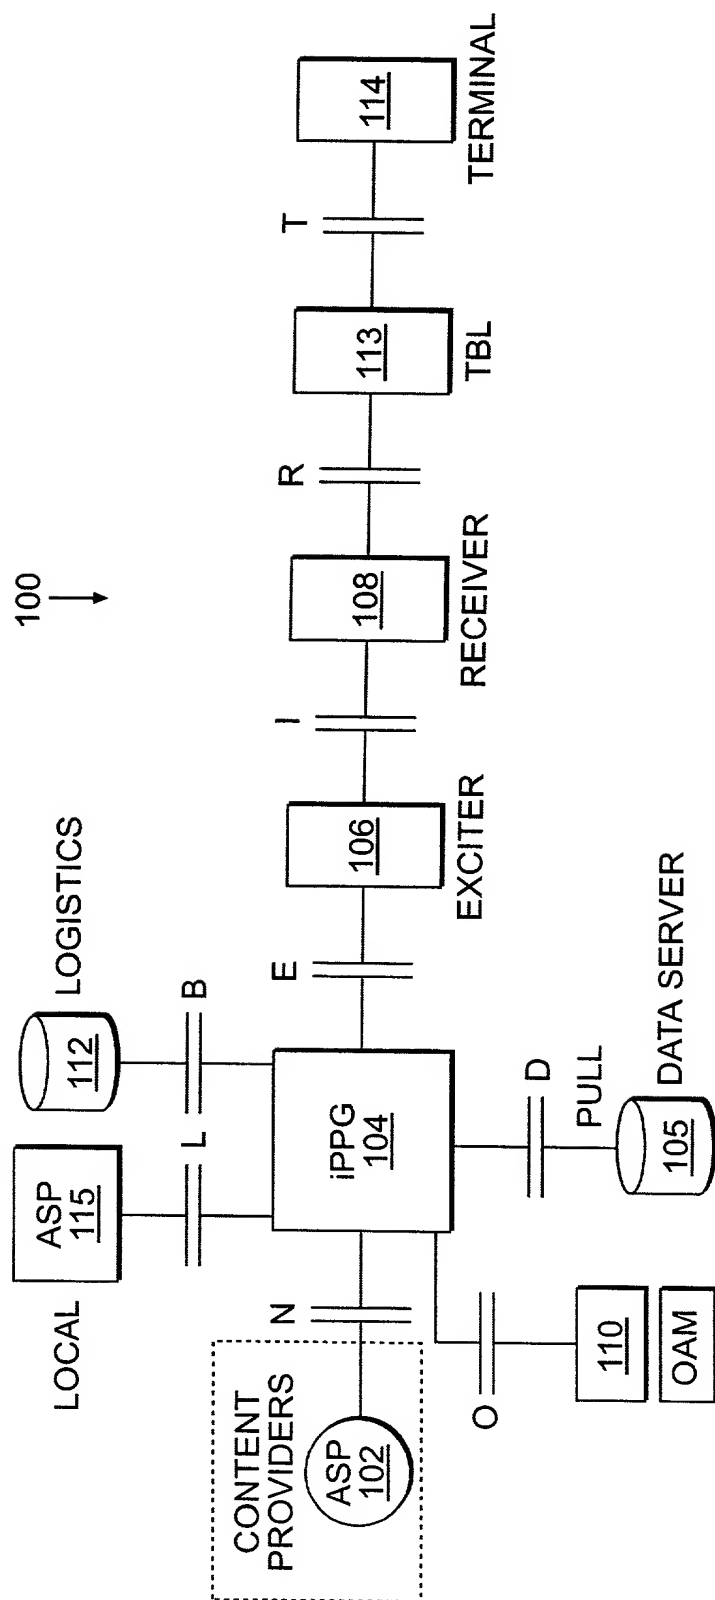 100
LOCAL
ASP
115
L
LOGISTICS
112
B
CONTENT
PROVIDERS
ASP
102
N
iPPG
104
E
106
EXCITER
I
108
RECEIVER
R
113
TBL
T
114
TERMINAL
O
110
OAM
D
PULL
105
DATA SERVER